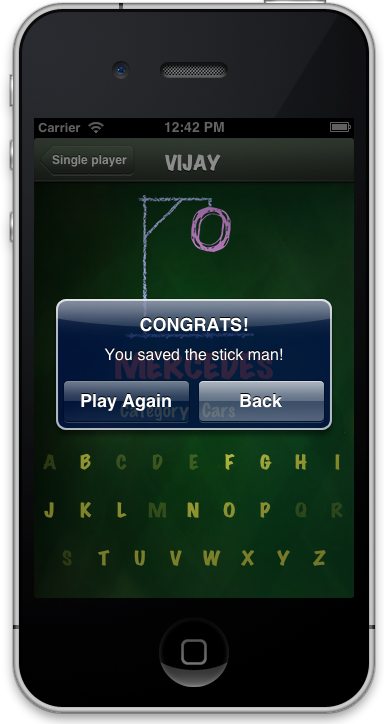 Carrier 12:42 PM
Single player VIJAY
CONGRATS!
You saved the stick man!
MERCEDES
Play Again Back
Category Cars
A B C D E F G H I
J K L M N O P Q R
S T U V W X Y Z